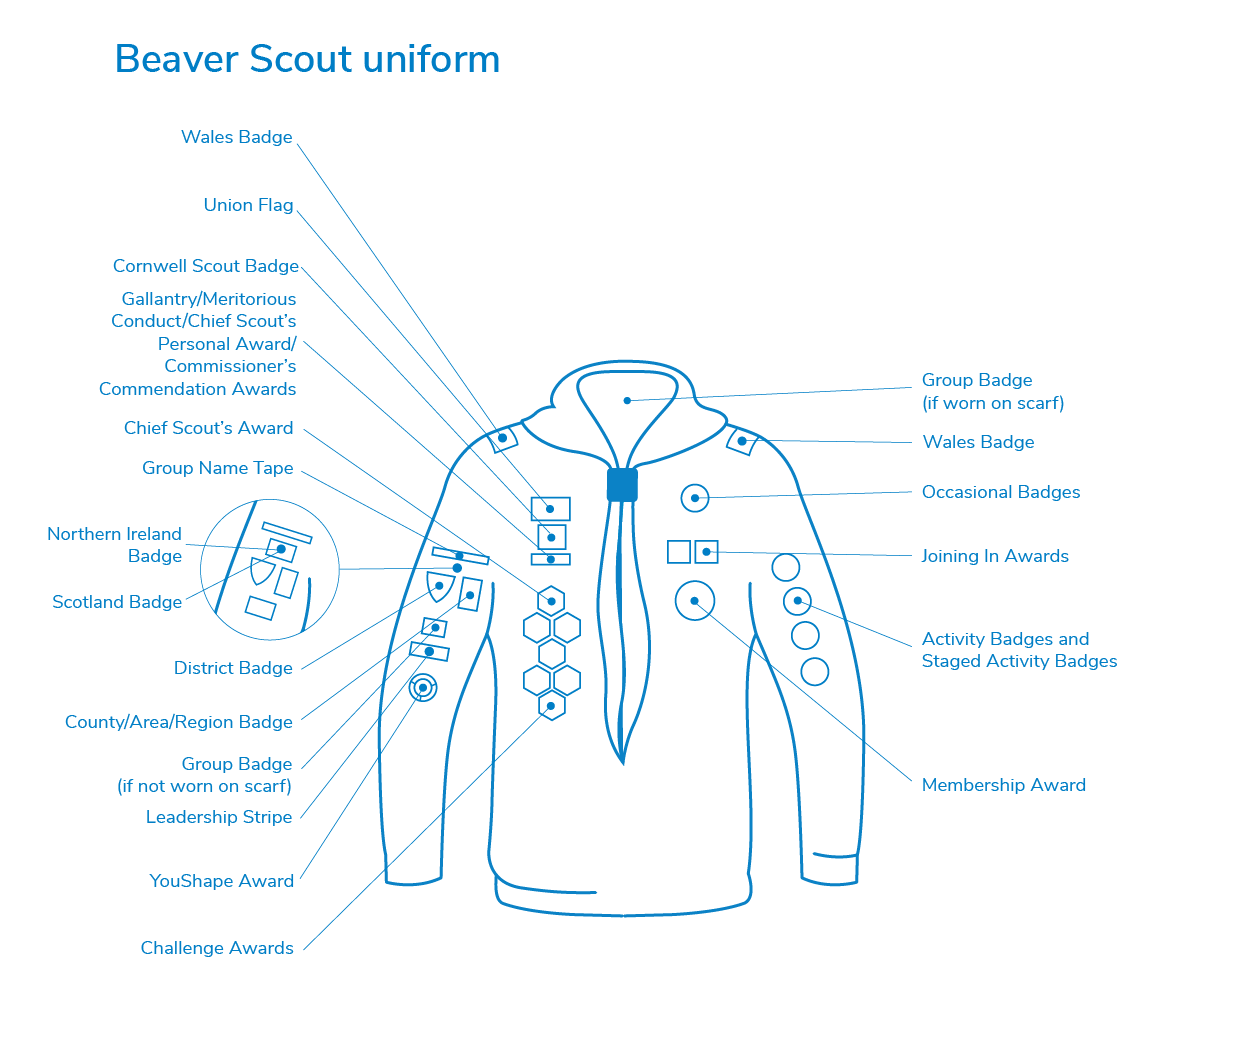 Beaver Scout uniform
Wales Badge
Union Flag
Cornwell Scout Badge
Gallantry/Meritorious
Conduct/Chief Scout’s
Personal Award/
Commissioner’s
Commendation Awards
Chief Scout’s Award
Group Name Tape
Northern Ireland
Badge
Scotland Badge
District Badge
County/Area/Region Badge
Group Badge
(if not worn on scarf)
Leadership Stripe
YouShape Award
Challenge Awards
Group Badge
(if worn on scarf)
Wales Badge
Occasional Badges
Joining In Awards
Activity Badges and
Staged Activity Badges
Membership Award